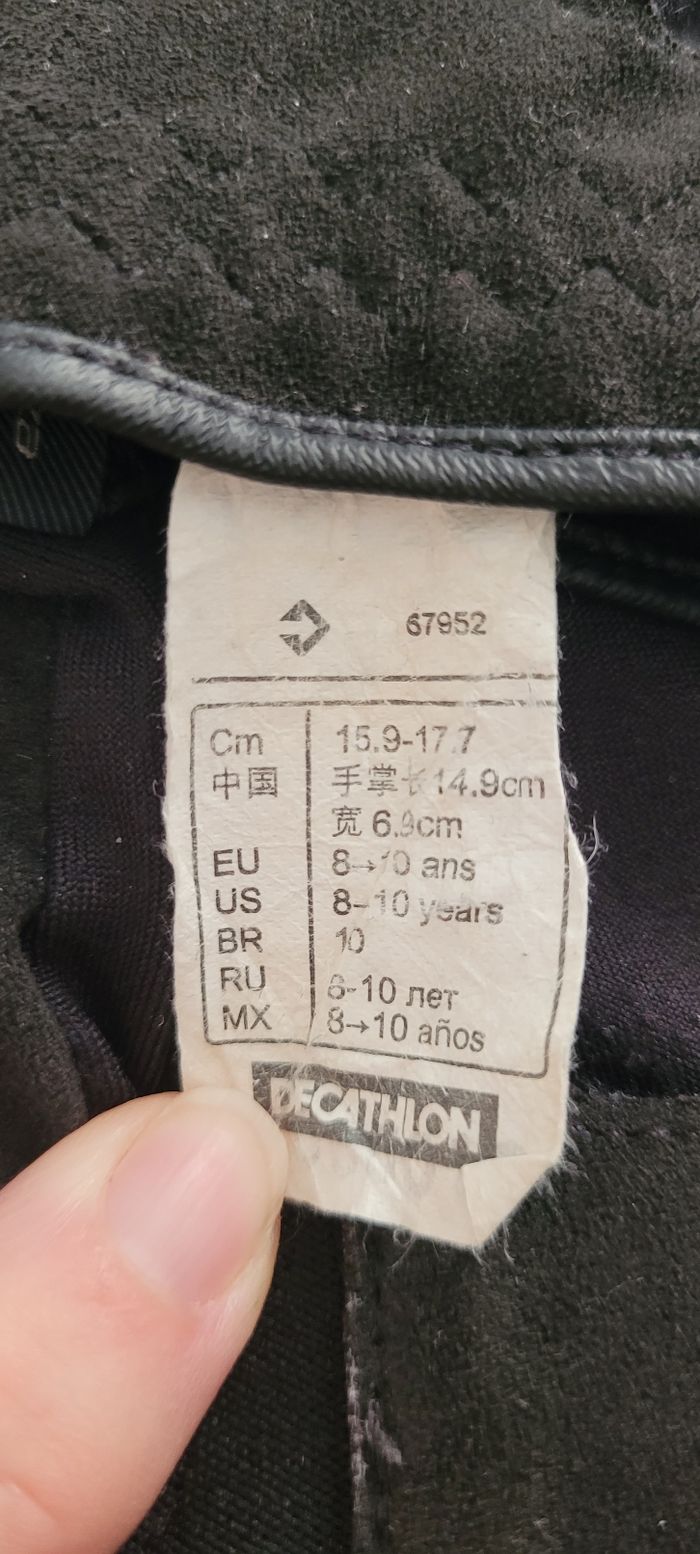 67952
Cm 15.9-17.7
中国 手掌长14.9cm
宽 6.9cm
EU 8→10 ans
US 8-10 years
BR 10
RU 8-10 лет
MX 8→10 años
DECATHLON